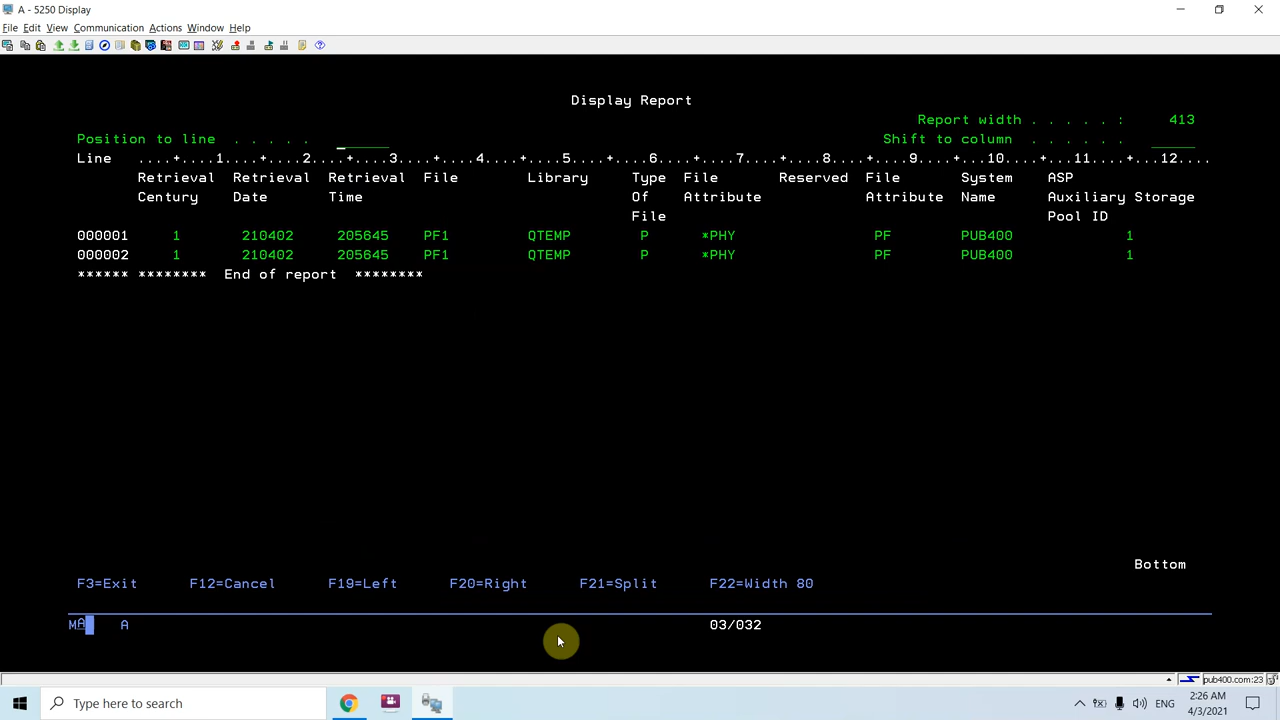 A - 5250 Display
File Edit View Communication Actions Window Help
Display Report
Report width . . . . . : 413
Position to line . . . . . Shift to column . . . . . .
Line ....+....1....+....2....+....3....+....4....+....5....+....6....+....7....+....8....+....9....+...10....+...11....+...12....
Retrieval Retrieval Retrieval File Library Type File Reserved File System ASP
Century Date Time Of Attribute Attribute Name Auxiliary Storage
File Pool ID
000001 1 210402 205645 PF1 QTEMP P *PHY PF PUB400 1
000002 1 210402 205645 PF1 QTEMP P *PHY PF PUB400 1
****** ******** End of report ********
Bottom
F3=Exit F12=Cancel F19=Left F20=Right F21=Split F22=Width 80
MA A 03/032
pub400.com:23
Type here to search
ENG
2:26 AM
4/3/2021